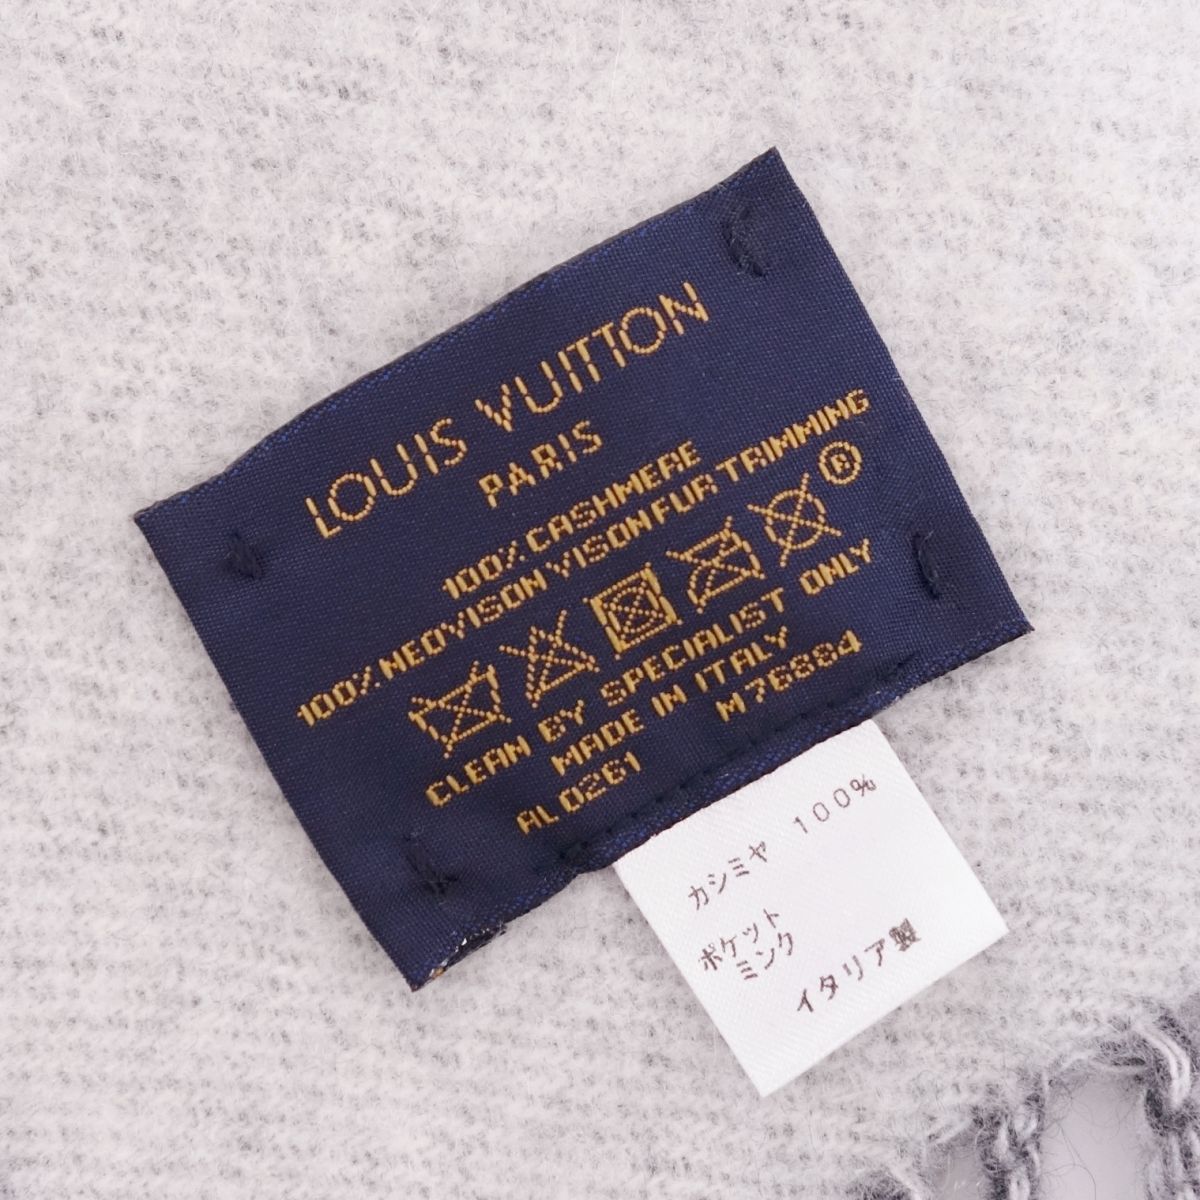 LOUIS VUITTON
PARIS
100% CASHMERE
100% NEOVISON VISON FUR TRIMMING
CLEAN BY SPECIALIST ONLY
MADE IN ITALY
M76684
AL0261
カシミヤ 100%
ポケット
ミンク
イタリア製